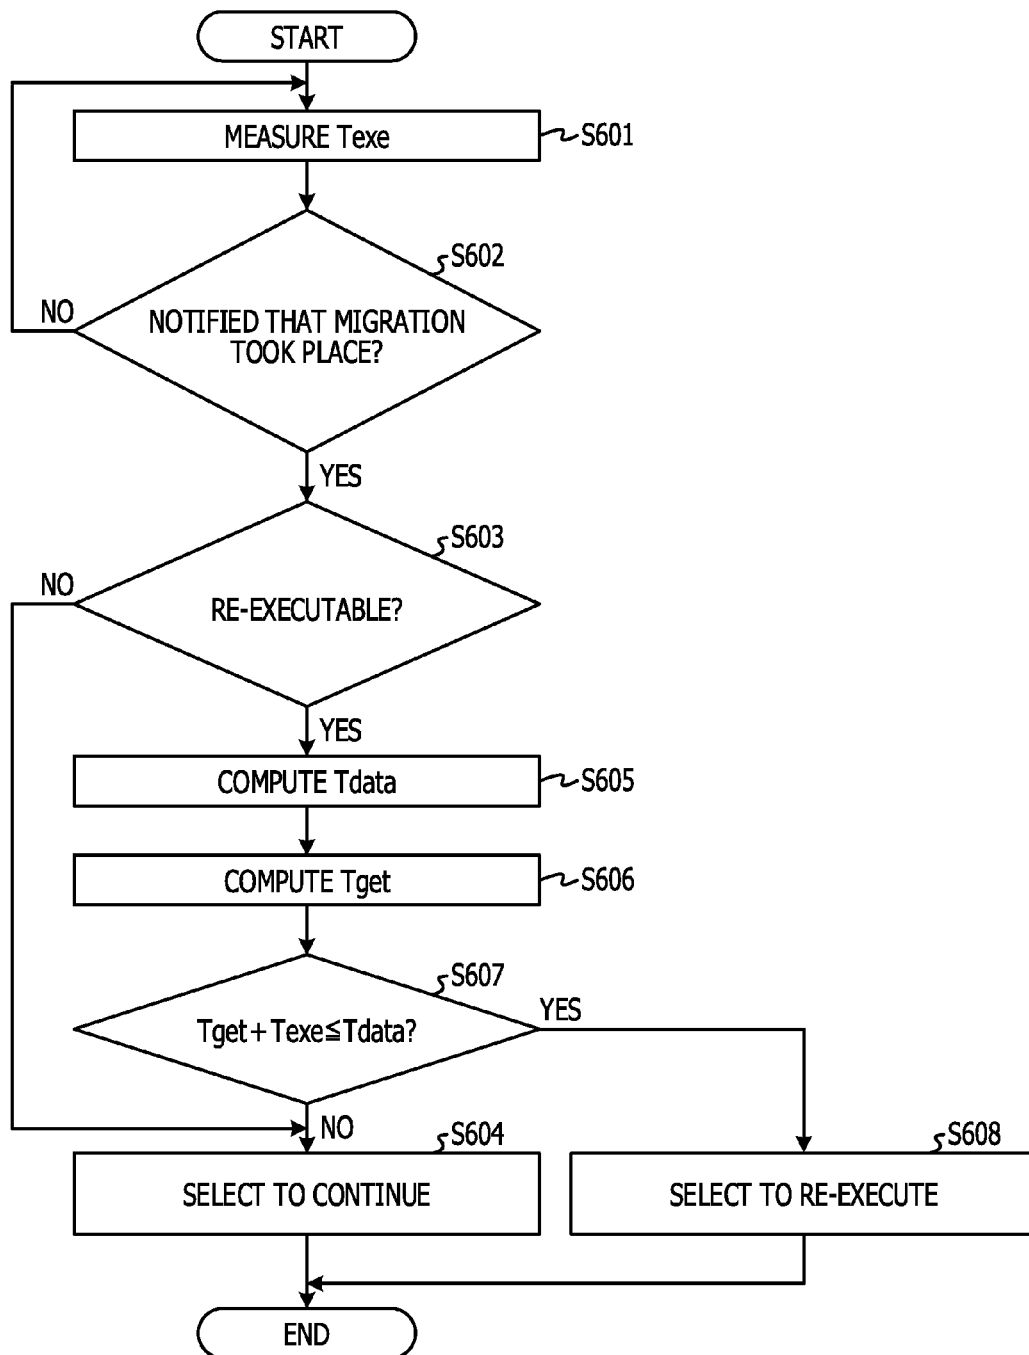 START
MEASURE Texe
S601
S602
NO
NOTIFIED THAT MIGRATION
TOOK PLACE?
YES
S603
NO
RE-EXECUTABLE?
YES
COMPUTE Tdata
S605
COMPUTE Tget
S606
S607
YES
Tget+Texe≦Tdata?
NO
S604
S608
SELECT TO CONTINUE
SELECT TO RE-EXECUTE
END